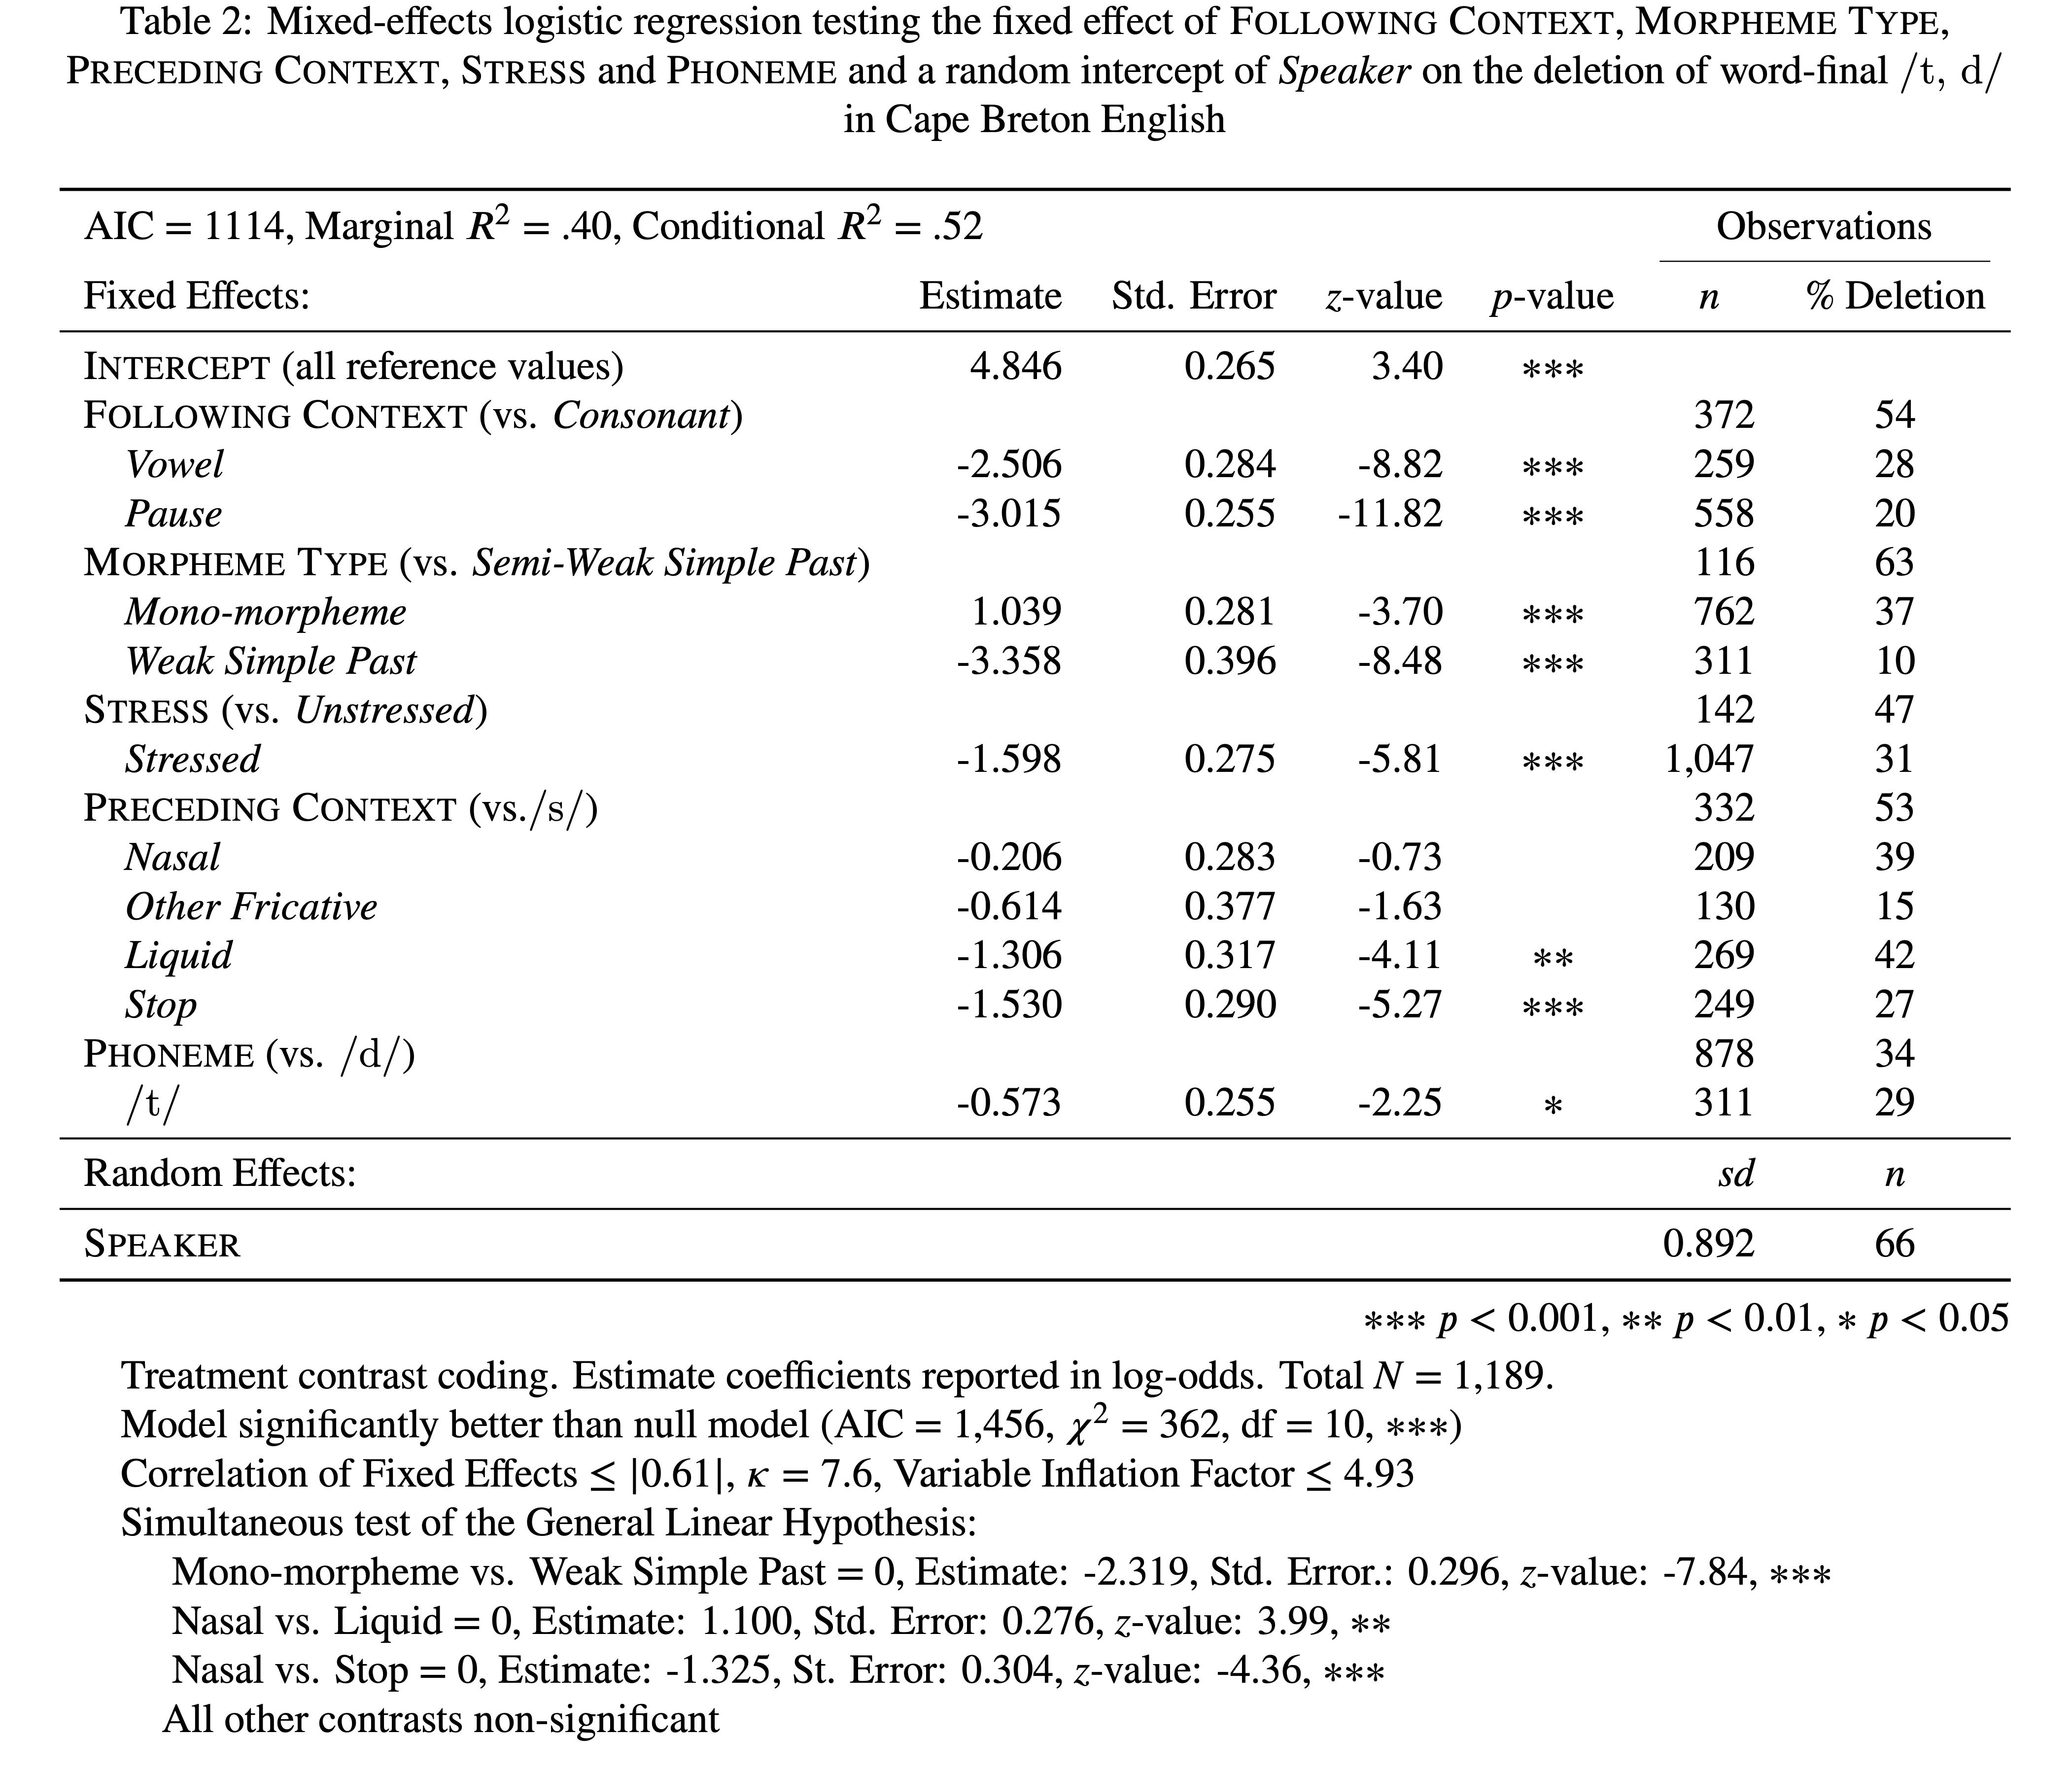 Table 2: Mixed-effects logistic regression testing the fixed effect of FOLLOWING CONTEXT, MORPHEME TYPE,
PRECEDING CONTEXT, STRESS and PHONEME and a random intercept of Speaker on the deletion of word-final /t, d/
in Cape Breton English
AIC = 1114, Marginal R² = .40, Conditional R² = .52 Observations
Fixed Effects: Estimate Std. Error z-value p-value n % Deletion
INTERCEPT (all reference values) 4.846 0.265 3.40 ∗∗∗
FOLLOWING CONTEXT (vs. Consonant) 372 54
Vowel -2.506 0.284 -8.82 ∗∗∗ 259 28
Pause -3.015 0.255 -11.82 ∗∗∗ 558 20
MORPHEME TYPE (vs. Semi-Weak Simple Past) 116 63
Mono-morpheme 1.039 0.281 -3.70 ∗∗∗ 762 37
Weak Simple Past -3.358 0.396 -8.48 ∗∗∗ 311 10
STRESS (vs. Unstressed) 142 47
Stressed -1.598 0.275 -5.81 ∗∗∗ 1,047 31
PRECEDING CONTEXT (vs./s/) 332 53
Nasal -0.206 0.283 -0.73 209 39
Other Fricative -0.614 0.377 -1.63 130 15
Liquid -1.306 0.317 -4.11 ∗∗ 269 42
Stop -1.530 0.290 -5.27 ∗∗∗ 249 27
PHONEME (vs. /d/) 878 34
/t/ -0.573 0.255 -2.25 ∗ 311 29
Random Effects: sd n
SPEAKER 0.892 66
∗∗∗ p < 0.001, ∗∗ p < 0.01, ∗ p < 0.05
Treatment contrast coding. Estimate coefficients reported in log-odds. Total N = 1,189.
Model significantly better than null model (AIC = 1,456, χ² = 362, df = 10, ∗∗∗)
Correlation of Fixed Effects ≤ |0.61|, κ = 7.6, Variable Inflation Factor ≤ 4.93
Simultaneous test of the General Linear Hypothesis:
Mono-morpheme vs. Weak Simple Past = 0, Estimate: -2.319, Std. Error.: 0.296, z-value: -7.84, ∗∗∗
Nasal vs. Liquid = 0, Estimate: 1.100, Std. Error: 0.276, z-value: 3.99, ∗∗
Nasal vs. Stop = 0, Estimate: -1.325, St. Error: 0.304, z-value: -4.36, ∗∗∗
All other contrasts non-significant